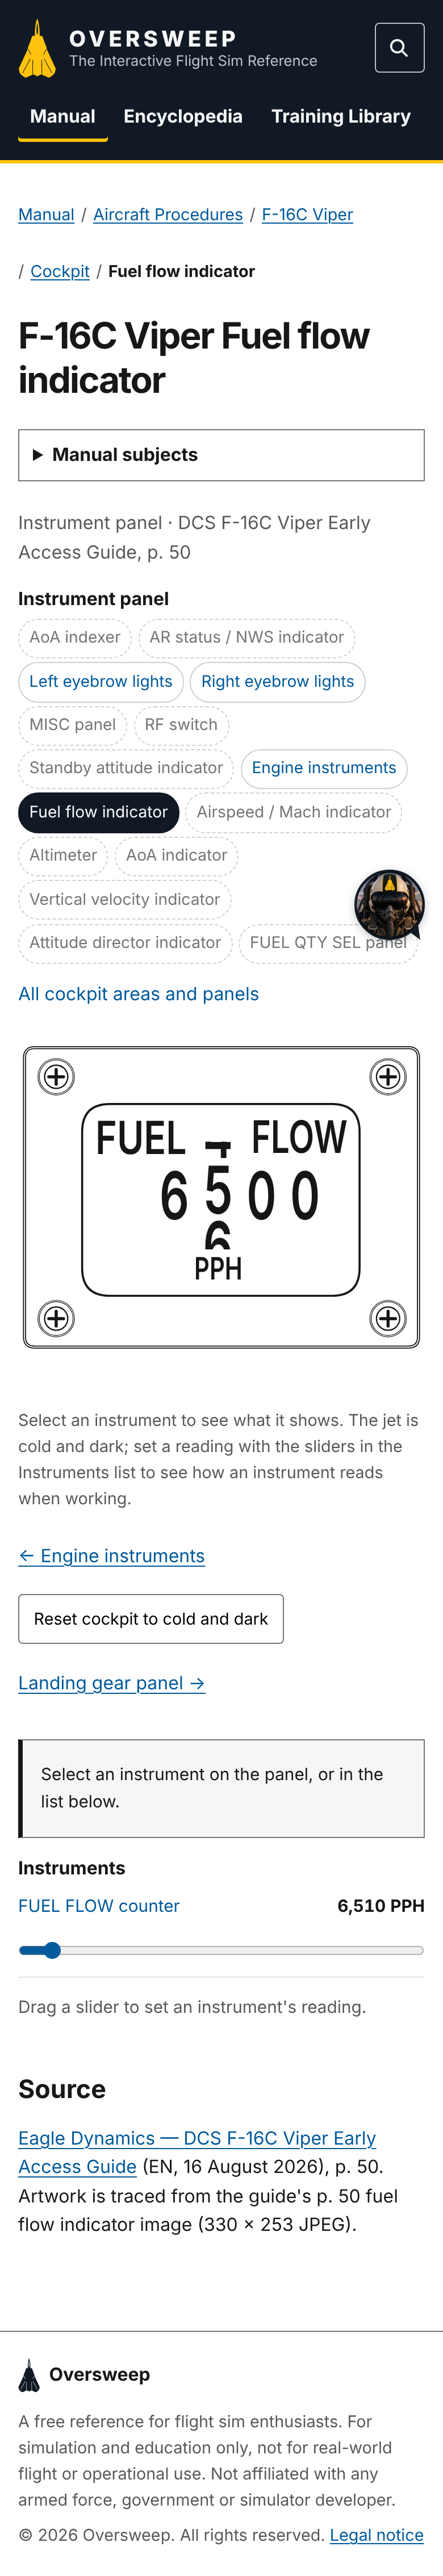 OVERSWEEP
The Interactive Flight Sim Reference
Manual Encyclopedia Training Library
Manual / Aircraft Procedures / F-16C Viper
/ Cockpit / Fuel flow indicator
F-16C Viper Fuel flow
indicator
▶ Manual subjects
Instrument panel · DCS F-16C Viper Early
Access Guide, p. 50
Instrument panel
AoA indexer AR status / NWS indicator
Left eyebrow lights Right eyebrow lights
MISC panel RF switch
Standby attitude indicator Engine instruments
Fuel flow indicator Airspeed / Mach indicator
Altimeter AoA indicator
Vertical velocity indicator
Attitude director indicator FUEL QTY SEL panel
All cockpit areas and panels
FUEL FLOW
6 5 0 0
PPH
Select an instrument to see what it shows. The jet is
cold and dark; set a reading with the sliders in the
Instruments list to see how an instrument reads
when working.
← Engine instruments
Reset cockpit to cold and dark
Landing gear panel →
Select an instrument on the panel, or in the
list below.
Instruments
FUEL FLOW counter 6,510 PPH
Drag a slider to set an instrument's reading.
Source
Eagle Dynamics — DCS F-16C Viper Early
Access Guide (EN, 16 August 2026), p. 50.
Artwork is traced from the guide's p. 50 fuel
flow indicator image (330 × 253 JPEG).
Oversweep
A free reference for flight sim enthusiasts. For
simulation and education only, not for real-world
flight or operational use. Not affiliated with any
armed force, government or simulator developer.
© 2026 Oversweep. All rights reserved. Legal notice